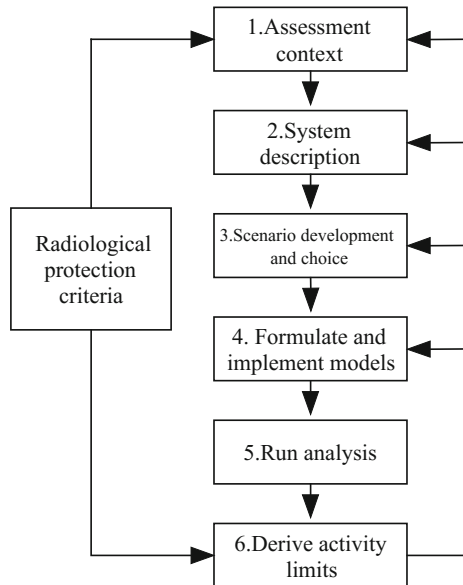 1.Assessment
context
2.System
description
Radiological
protection
criteria
3.Scenario development
and choice
4. Formulate and
implement models
5.Run analysis
6.Derive activity
limits